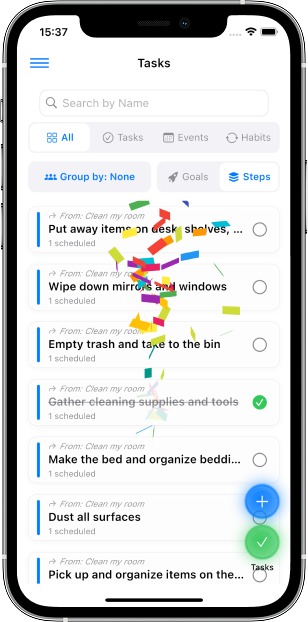 15:37
Tasks
Search by Name
All Tasks Events Habits
Group by: None Goals Steps
From: Clean my room
Put away items on desk, shelves, ...
1 scheduled
From: Clean my room
Wipe down mirrors and windows
1 scheduled
From: Clean my room
Empty trash and take to the bin
1 scheduled
From: Clean my room
Gather cleaning supplies and tools
1 scheduled
From: Clean my room
Make the bed and organize beddi...
1 scheduled
From: Clean my room
Dust all surfaces
1 scheduled
From: Clean my room
Pick up and organize items on the...
Tasks